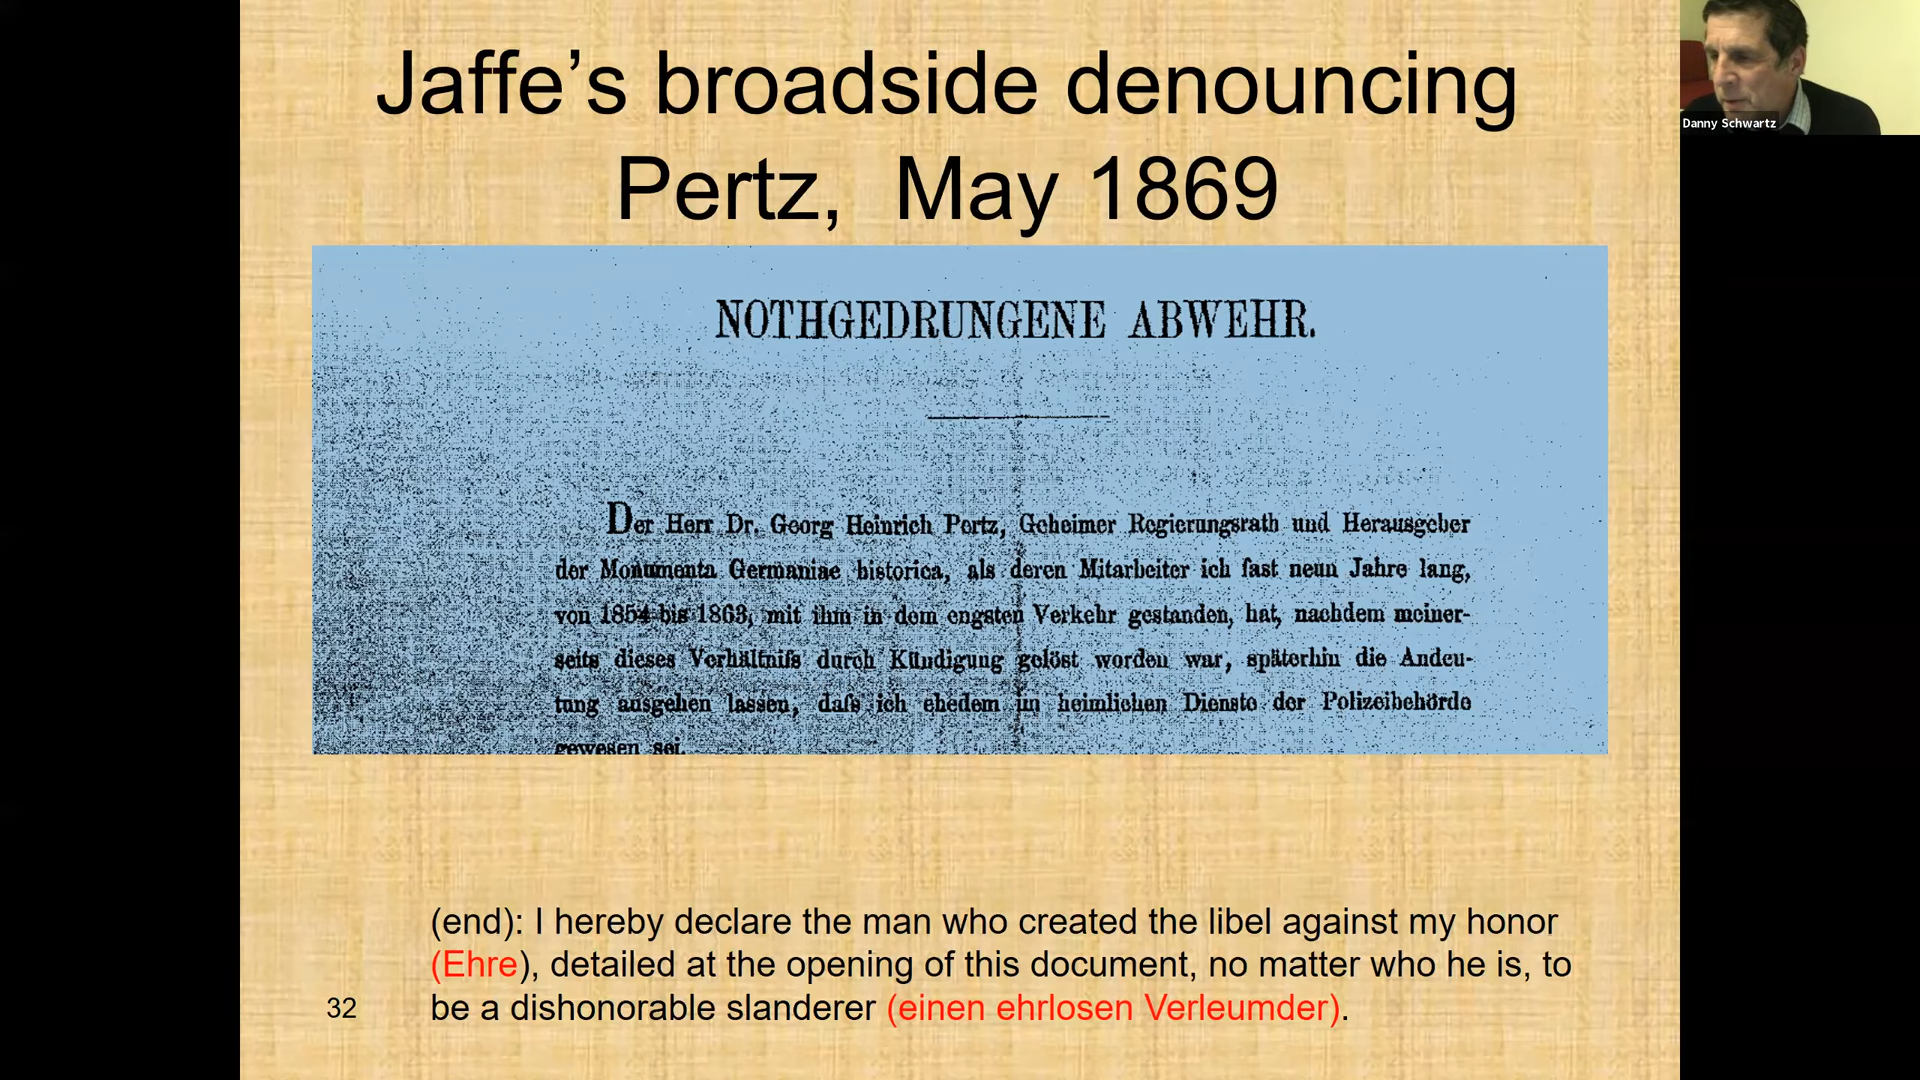 Jaffe’s broadside denouncing
Pertz, May 1869
Danny Schwartz
NOTHGEDRUNGENE ABWEHR.
Der Herr Dr. Georg Heinrich Pertz, Geheimer Regierungsrath und Herausgeber
der Monumenta Germaniae historica, als deren Mitarbeiter ich fast neun Jahre lang,
von 1854 bis 1863, mit ihm in dem engsten Verkehr gestanden, hat, nachdem meiner-
seits dieses Verhältniſs durch Kündigung gelöst worden war, späterhin die Andeu-
tung ausgehen lassen, daſs ich ehedem im heimlichen Dienste der Polizeibehörde
gewesen sei.
(end): I hereby declare the man who created the libel against my honor
(Ehre), detailed at the opening of this document, no matter who he is, to
be a dishonorable slanderer (einen ehrlosen Verleumder).
32